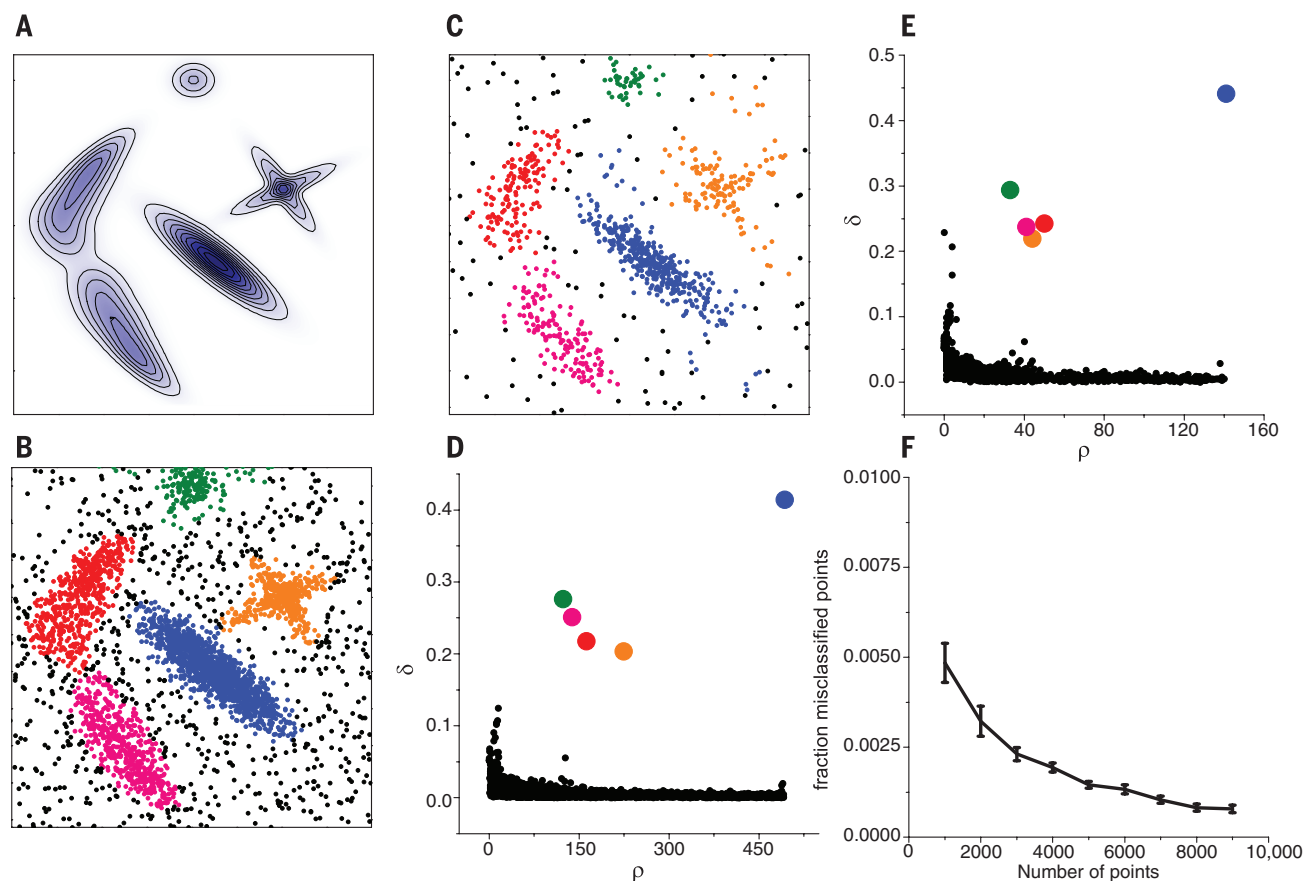 A
B
C
D
0.4
0.3
0.2
0.1
0.0
δ
0
150
300
450
ρ
E
0.5
0.4
0.3
0.2
0.1
0.0
δ
0
40
80
120
160
ρ
F
0.0100
0.0075
0.0050
0.0025
0.0000
fraction misclassified points
0
2000
4000
6000
8000
10,000
Number of points